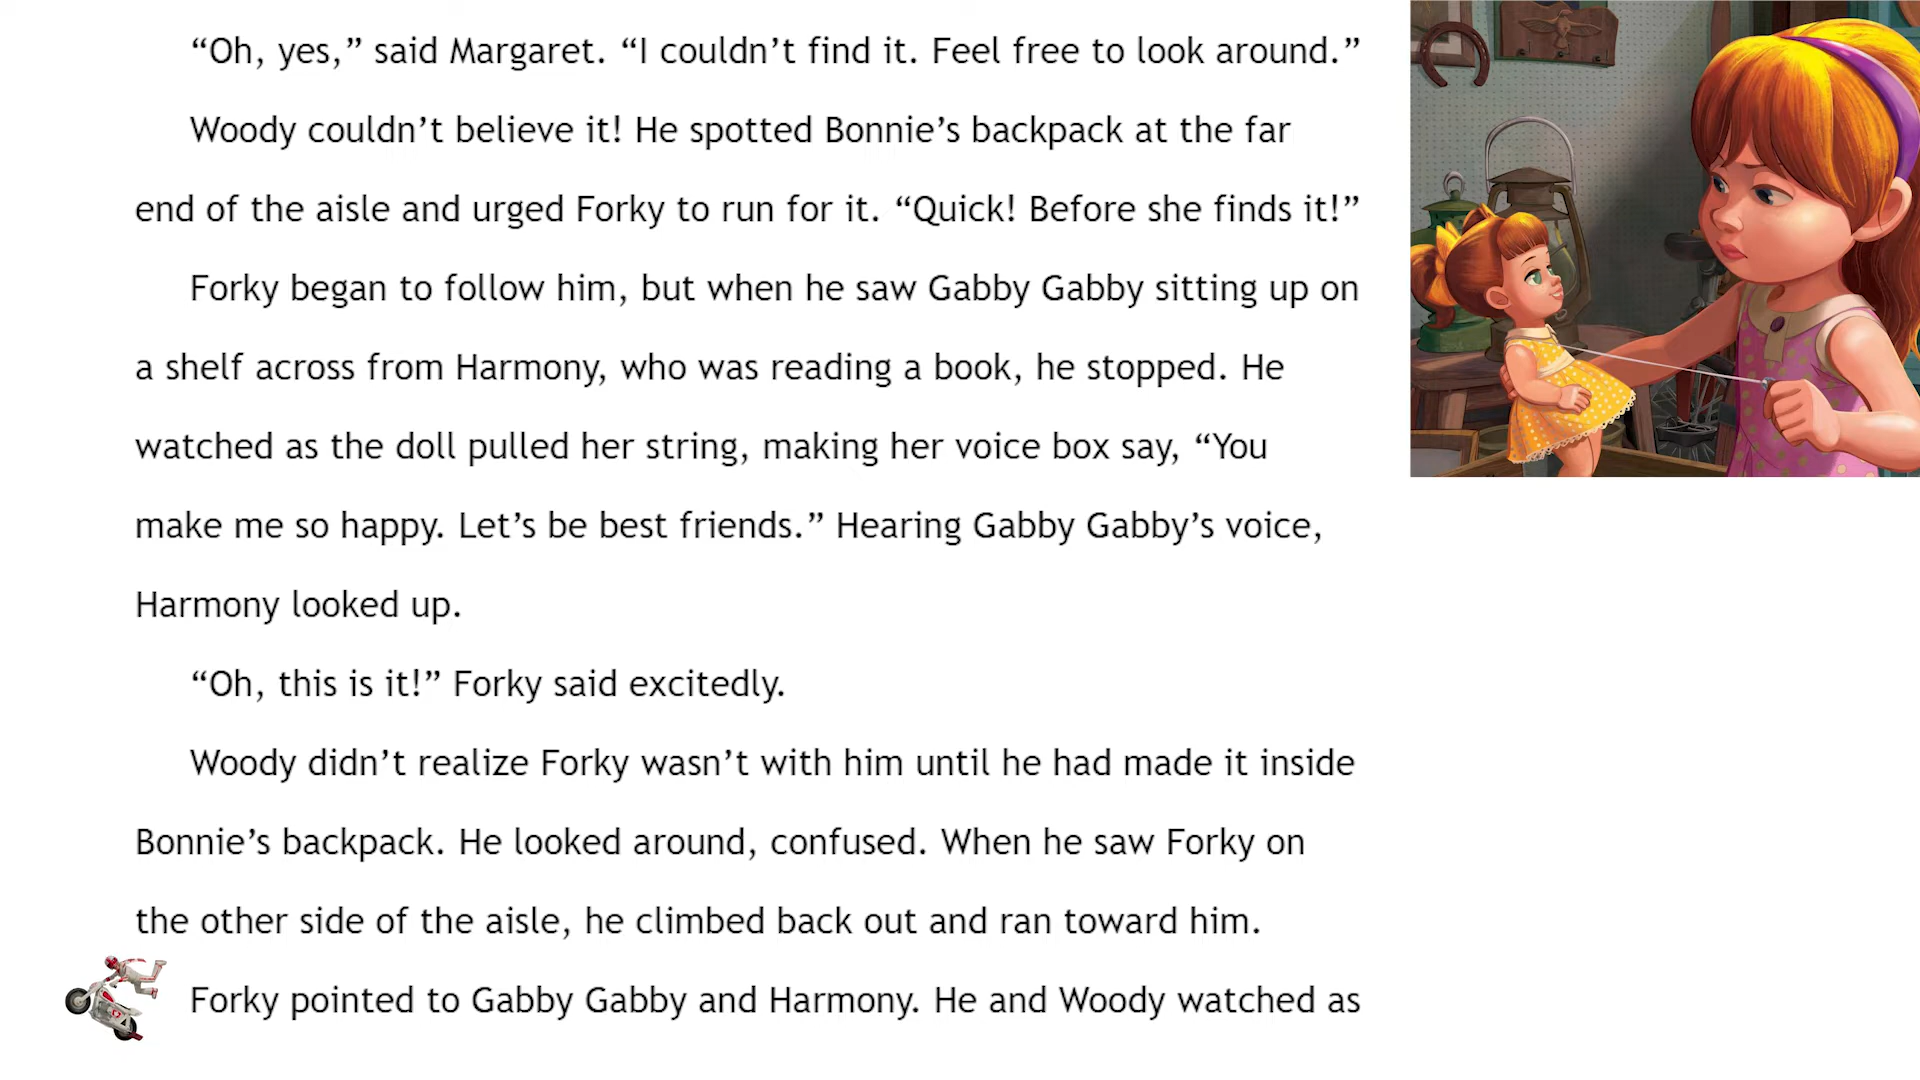 “Oh, yes,” said Margaret. “I couldn’t find it. Feel free to look around.”
Woody couldn’t believe it! He spotted Bonnie’s backpack at the far
end of the aisle and urged Forky to run for it. “Quick! Before she finds it!”
Forky began to follow him, but when he saw Gabby Gabby sitting up on
a shelf across from Harmony, who was reading a book, he stopped. He
watched as the doll pulled her string, making her voice box say, “You
make me so happy. Let’s be best friends.” Hearing Gabby Gabby’s voice,
Harmony looked up.
“Oh, this is it!” Forky said excitedly.
Woody didn’t realize Forky wasn’t with him until he had made it inside
Bonnie’s backpack. He looked around, confused. When he saw Forky on
the other side of the aisle, he climbed back out and ran toward him.
Forky pointed to Gabby Gabby and Harmony. He and Woody watched as